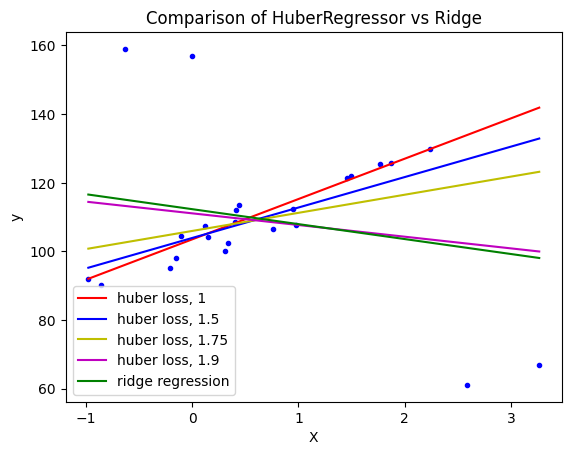 Comparison of HuberRegressor vs Ridge
160
140
120
100
80
60
y
huber loss, 1
huber loss, 1.5
huber loss, 1.75
huber loss, 1.9
ridge regression
−1
0
1
2
3
X